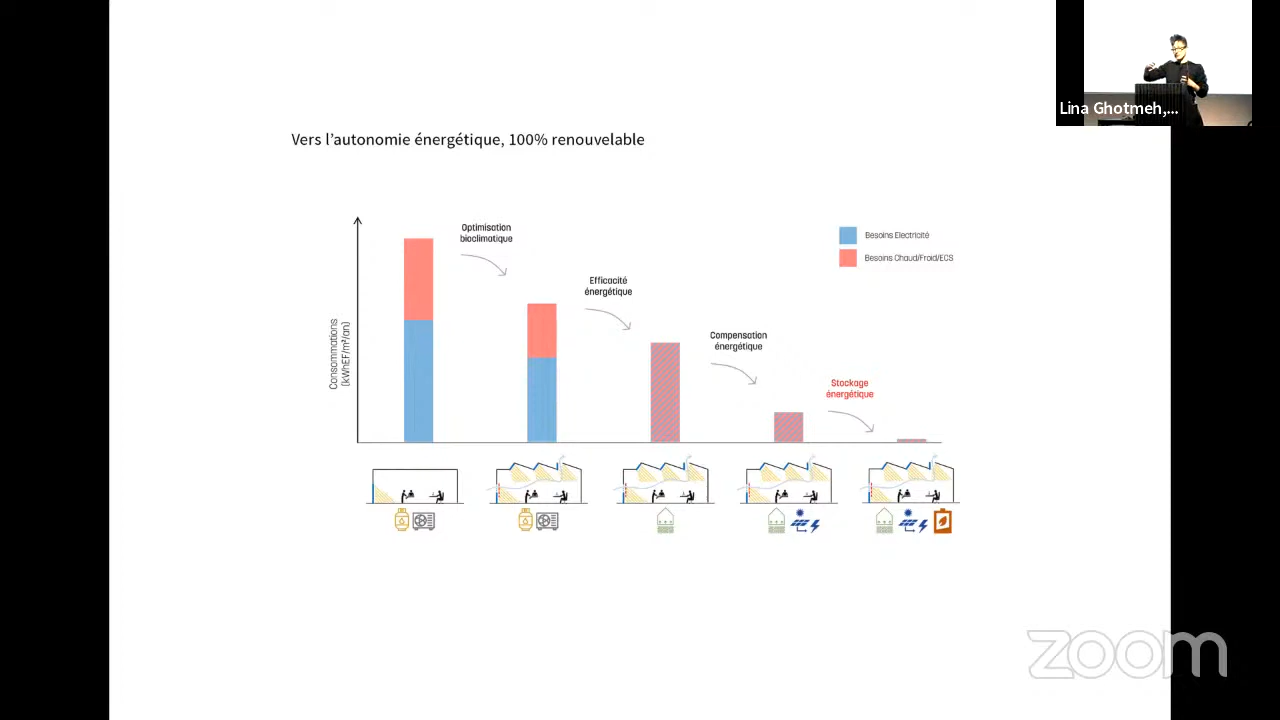 Lina Ghotmeh,...
Vers l'autonomie énergétique, 100% renouvelable
Optimisation
bioclimatique
Efficacité
énergétique
Compensation
énergétique
Stockage
énergétique
Besoins Electricité
Besoins Chaud/Froid/ECS
Consommations
(kWhEF/m²/an)
zoom